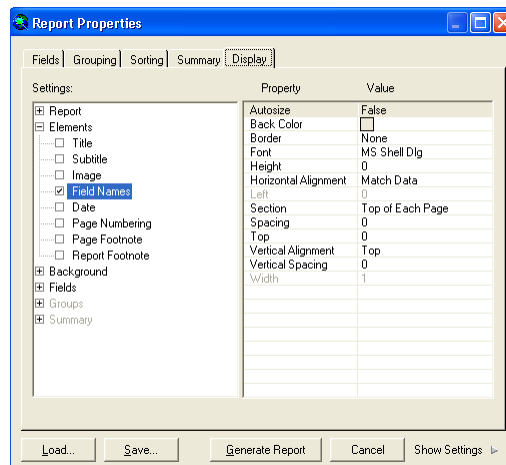 Report Properties
Fields Grouping Sorting Summary Display
Settings:
Property Value
Report
Elements
Title
Subtitle
Image
Field Names
Date
Page Numbering
Page Footnote
Report Footnote
Background
Fields
Groups
Summary
Autosize False
Back Color
Border None
Font MS Shell Dlg
Height 0
Horizontal Alignment Match Data
Left 0
Section Top of Each Page
Spacing 0
Top 0
Vertical Alignment Top
Vertical Spacing 0
Width 1
Load... Save... Generate Report Cancel Show Settings